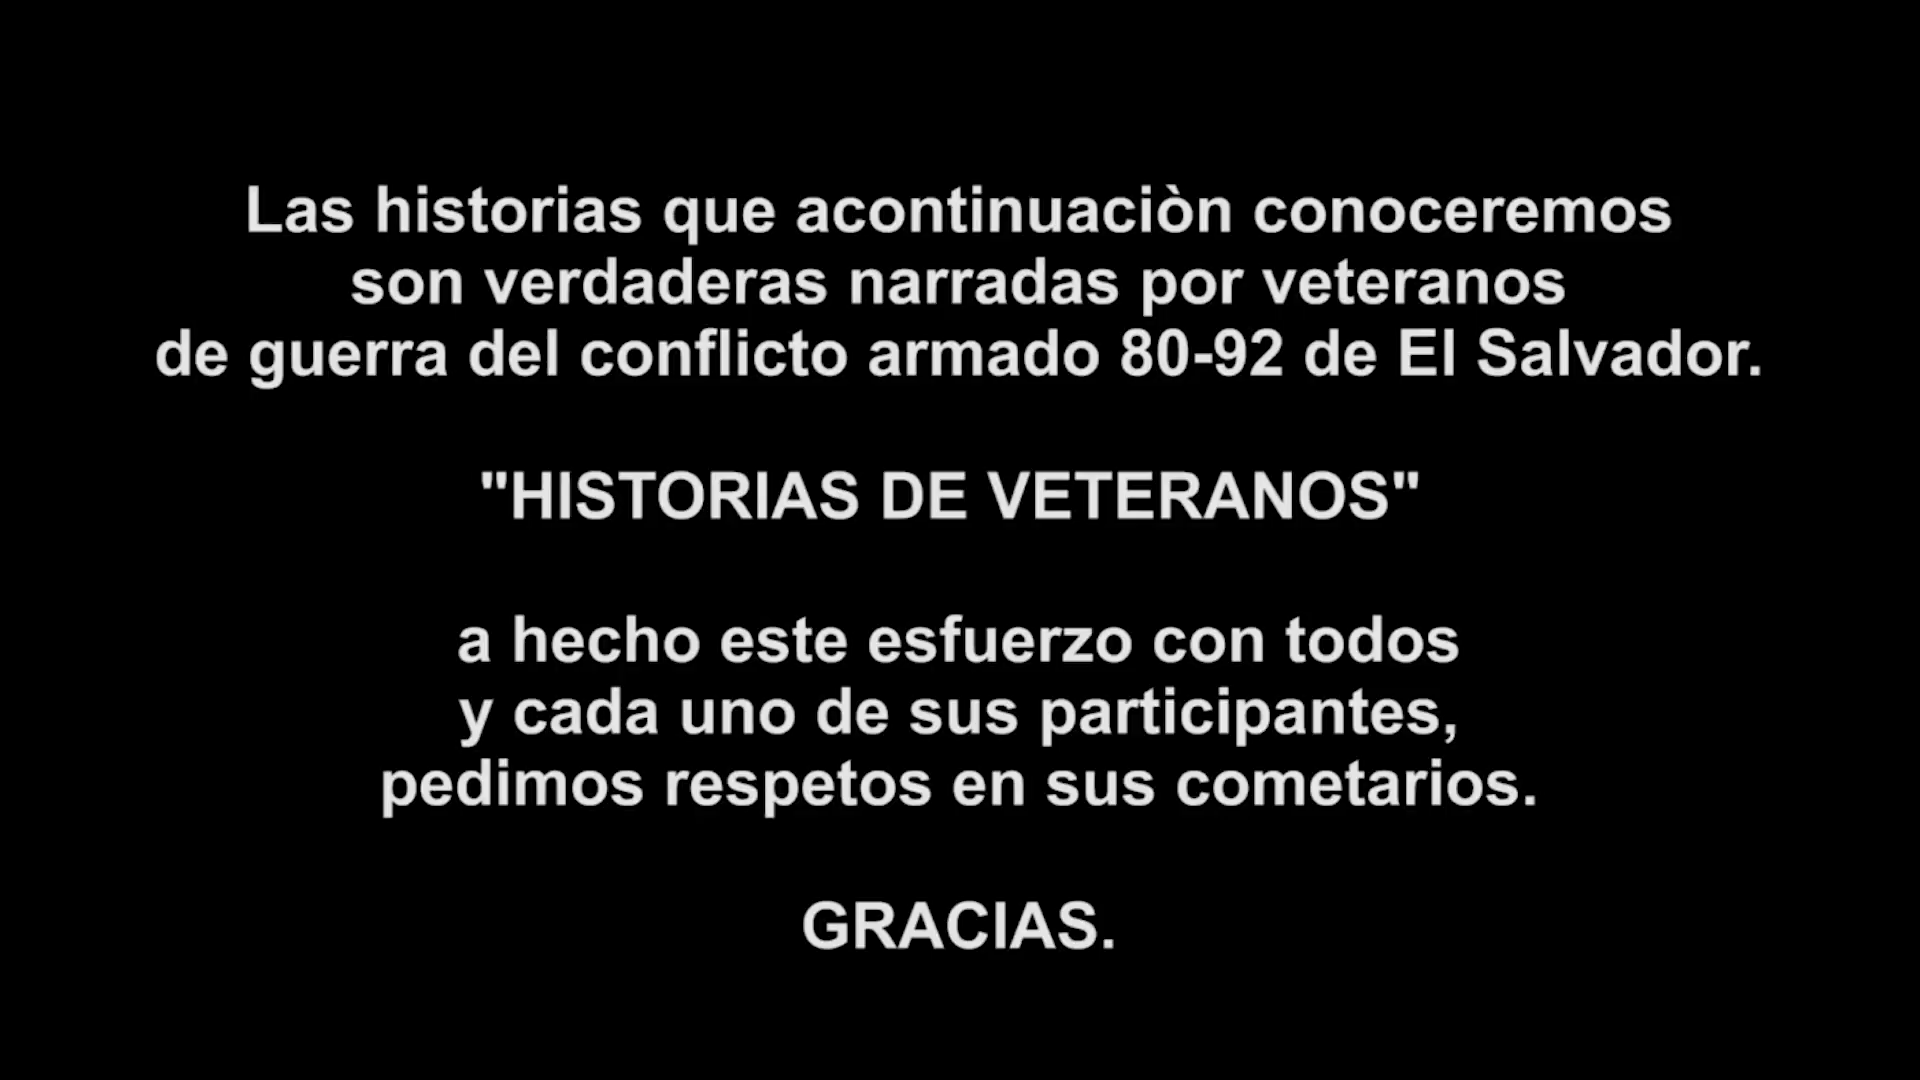 Las historias que acontinuaciòn conoceremos
son verdaderas narradas por veteranos
de guerra del conflicto armado 80-92 de El Salvador.
"HISTORIAS DE VETERANOS"
a hecho este esfuerzo con todos
y cada uno de sus participantes,
pedimos respetos en sus cometarios.
GRACIAS.